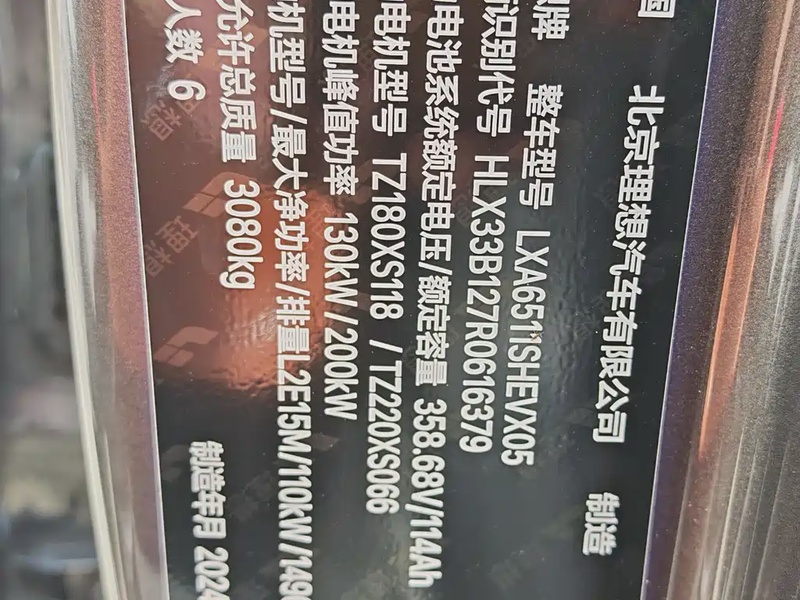 国 北京理想汽车有限公司 制造
牌 整车型号 LXA6511SHEVX05
识别代号 HLX33B127R0616379
电池系统额定电压/额定容量 358.68V/114Ah
电机型号 TZ180XS118 / TZ220XS066
电机峰值功率 130kW / 200kW
机型号/最大净功率/排量L2E15M/110kW/149
允许总质量 3080kg
人数 6 制造年月 2024